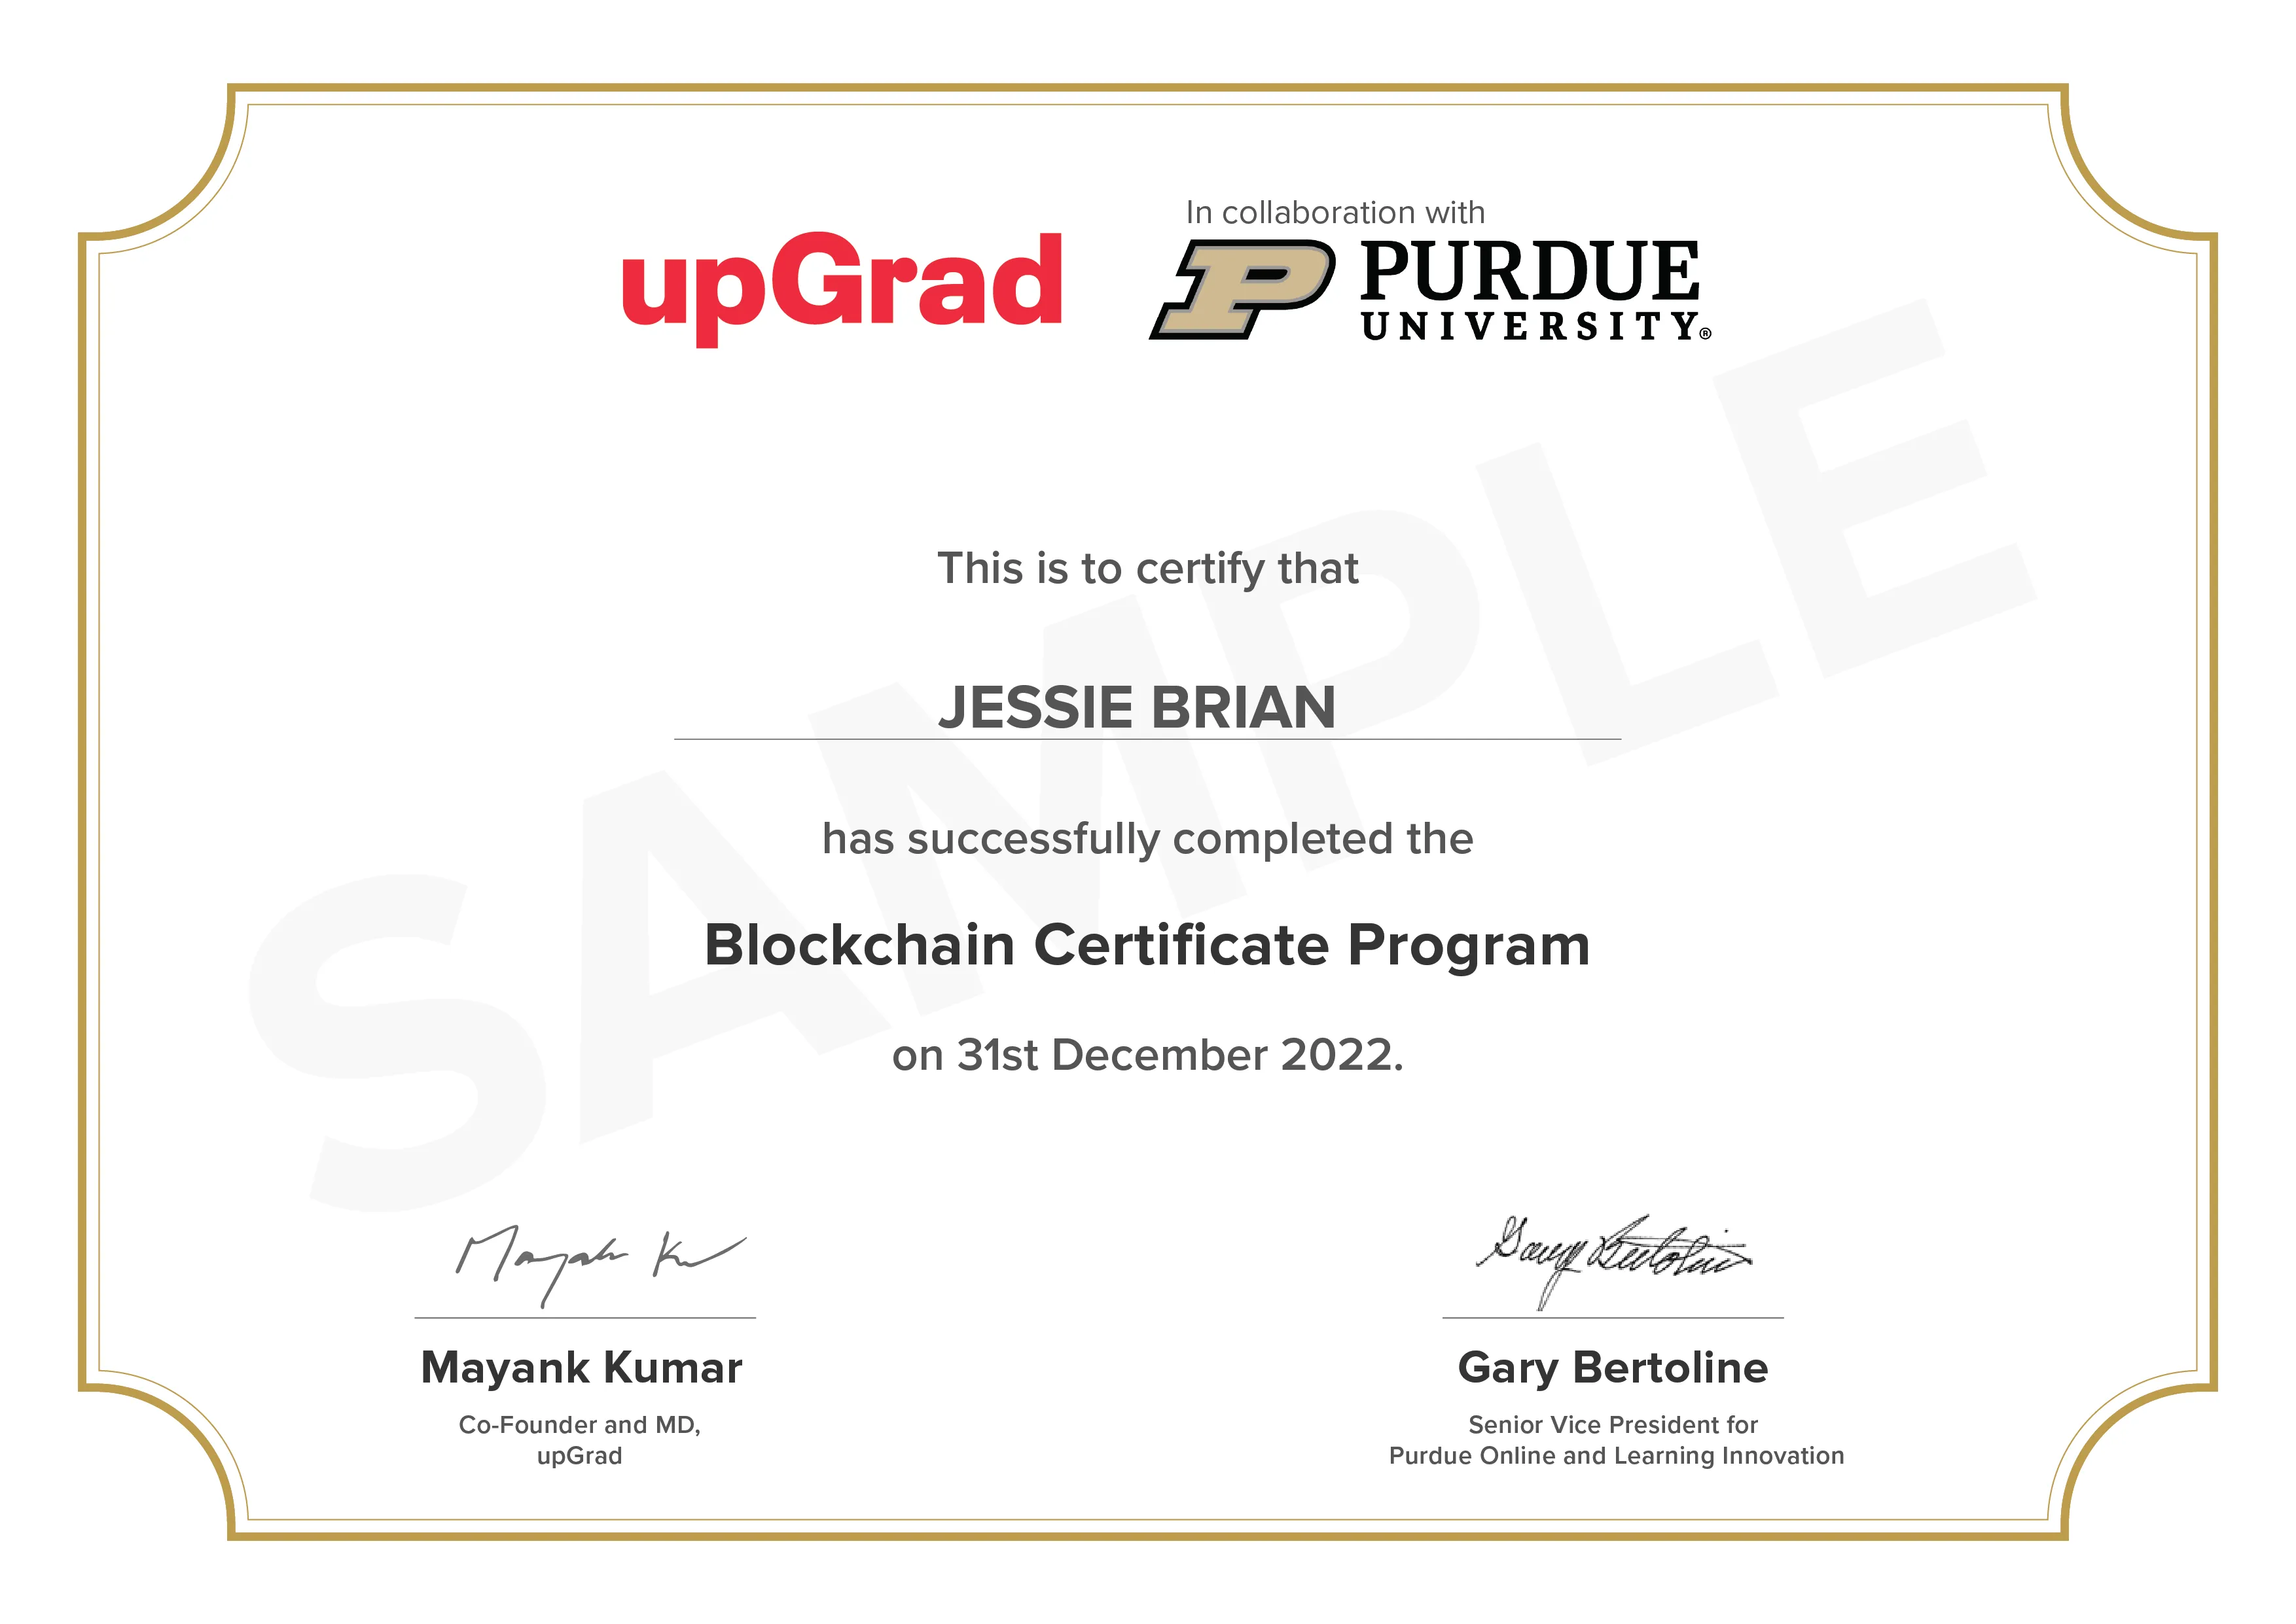 upGrad
In collaboration with
PURDUE
UNIVERSITY®
This is to certify that
JESSIE BRIAN
has successfully completed the
Blockchain Certificate Program
on 31st December 2022.
SAMPLE
Mayank Ku
Gary Bertoline
Mayank Kumar
Co-Founder and MD,
upGrad
Gary Bertoline
Senior Vice President for
Purdue Online and Learning Innovation